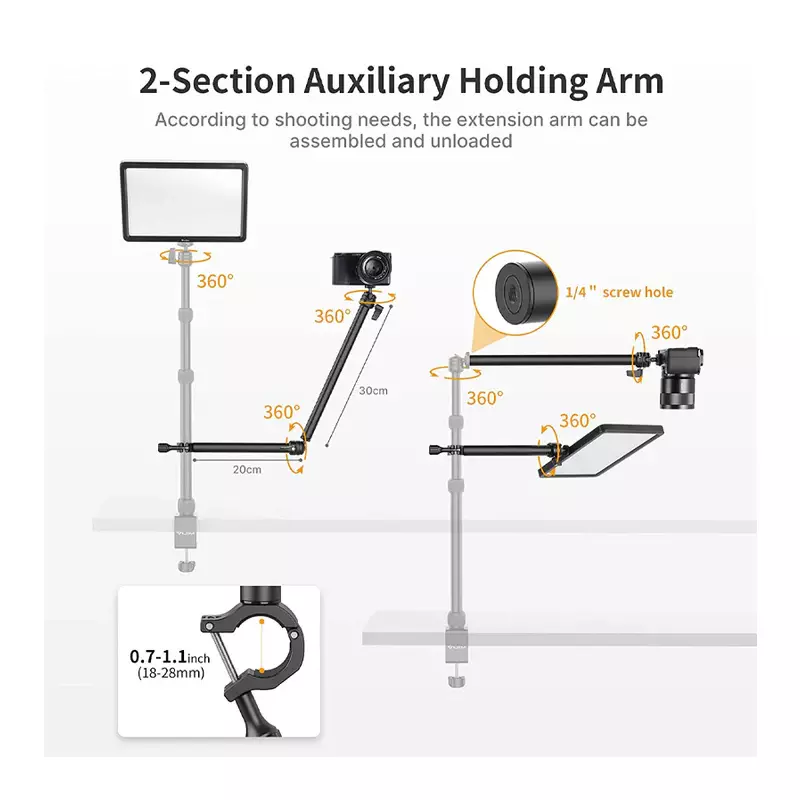 2-Section Auxiliary Holding Arm
According to shooting needs, the extension arm can be
assembled and unloaded
360°
360°
1/4" screw hole
360°
30cm
360°
360°
360°
20cm
0.7-1.1inch
(18-28mm)